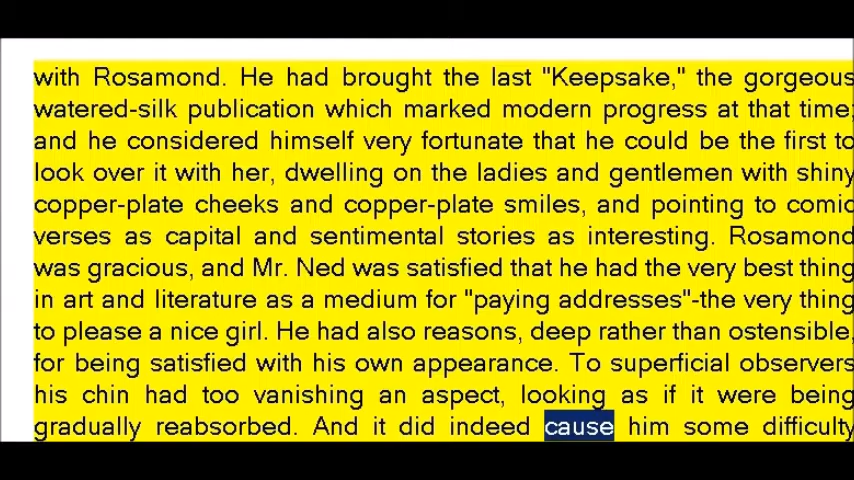 with Rosamond. He had brought the last "Keepsake," the gorgeous
watered-silk publication which marked modern progress at that time;
and he considered himself very fortunate that he could be the first to
look over it with her, dwelling on the ladies and gentlemen with shiny
copper-plate cheeks and copper-plate smiles, and pointing to comic
verses as capital and sentimental stories as interesting. Rosamond
was gracious, and Mr. Ned was satisfied that he had the very best thing
in art and literature as a medium for "paying addresses"-the very thing
to please a nice girl. He had also reasons, deep rather than ostensible,
for being satisfied with his own appearance. To superficial observers
his chin had too vanishing an aspect, looking as if it were being
gradually reabsorbed. And it did indeed cause him some difficulty